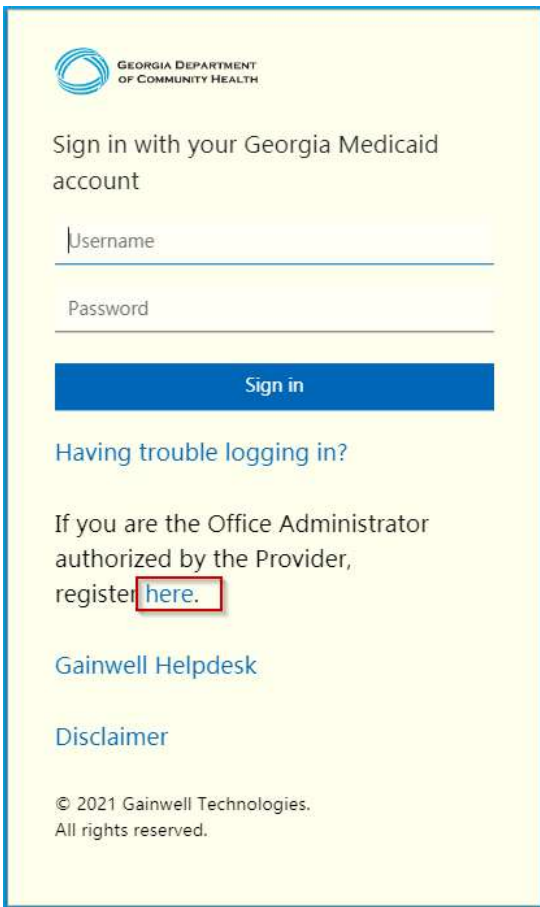 GEORGIA DEPARTMENT
OF COMMUNITY HEALTH
Sign in with your Georgia Medicaid
account
Username
Password
Sign in
Having trouble logging in?
If you are the Office Administrator
authorized by the Provider,
register here.
Gainwell Helpdesk
Disclaimer
© 2021 Gainwell Technologies.
All rights reserved.